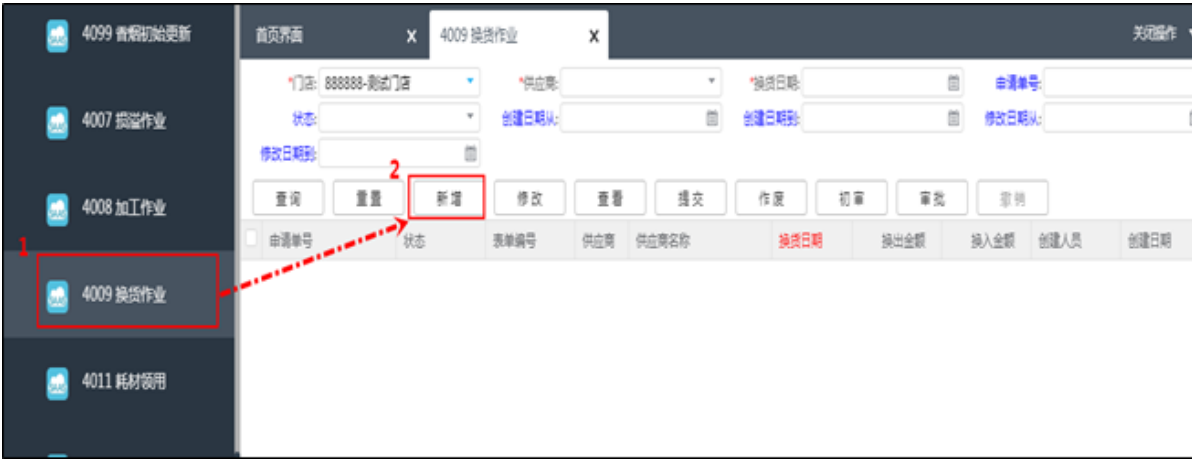 4099 香烟初始更新
4007 损溢作业
4008 加工作业
1
4009 换货作业
4011 耗材领用
首页界面 x 4009 换货作业 x 关闭操作
*门店: 888888-测试门店 *供应商: *换货日期: 申请单号:
状态: 创建日期从: 创建日期到: 修改日期从:
修改日期到:
2
查询 重置 新增 修改 查看 提交 作废 初审 审批 撤销
申请单号 状态 表单编号 供应商 供应商名称 换货日期 换出金额 换入金额 创建人员 创建日期